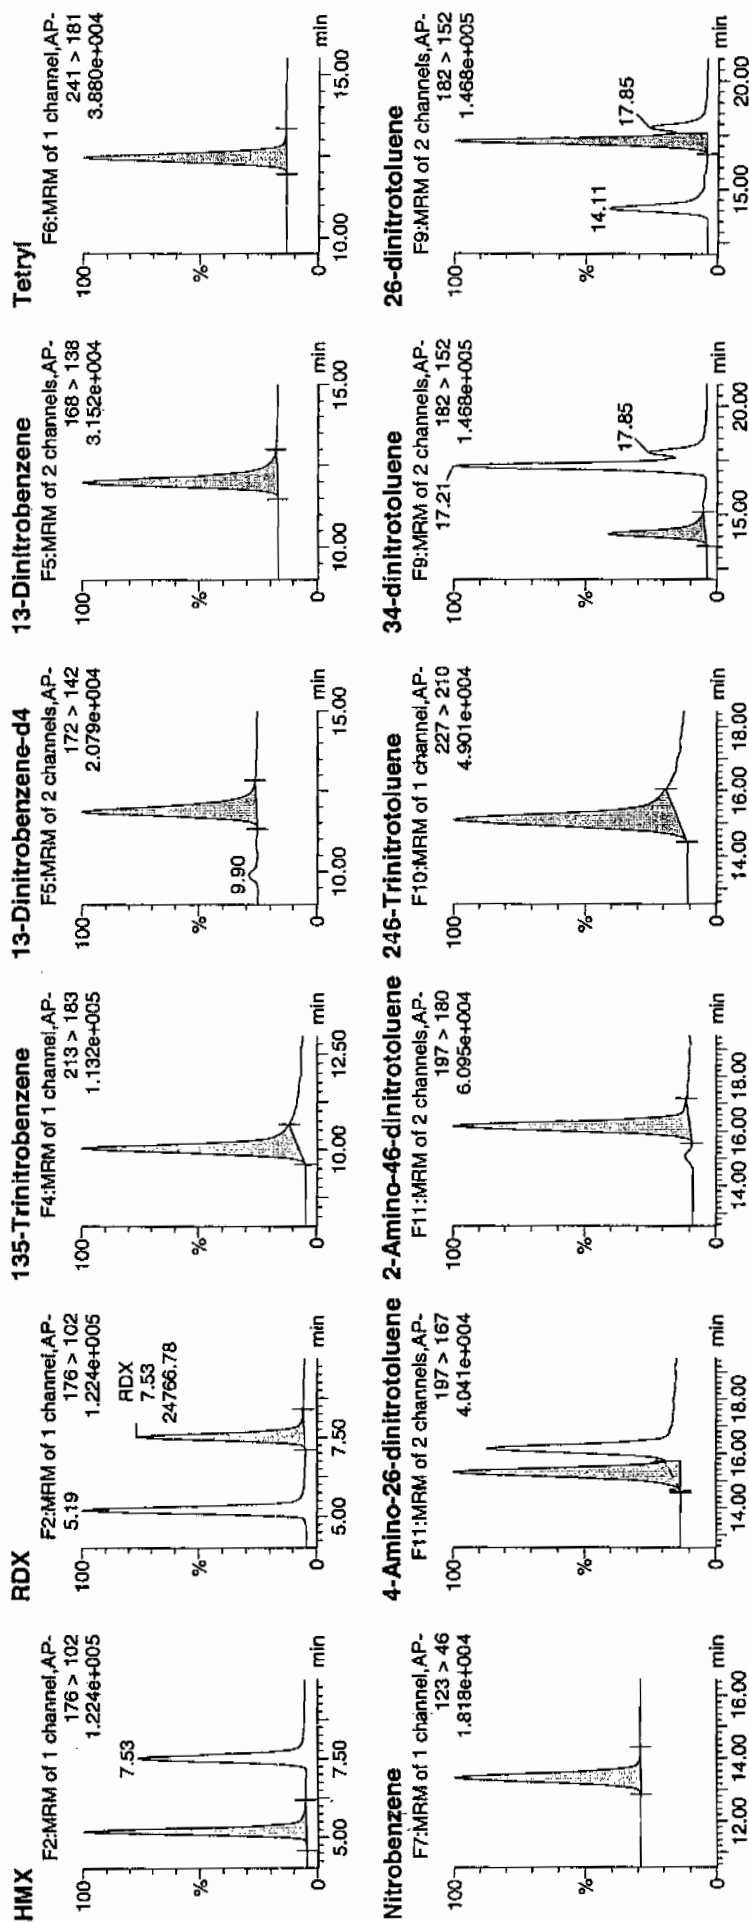 HMX
F2:MRM of 1 channel,AP-
176 > 102
1.224e+005
100
%
0
7.53
5.00
7.50
min
RDX
F2:MRM of 1 channel,AP-
176 > 102
1.224e+005
100
%
0
5.19
RDX
7.53
24766.78
5.00
7.50
min
135-Trinitrobenzene
F4:MRM of 1 channel,AP-
213 > 183
1.132e+005
100
%
0
10.00
12.50
min
13-Dinitrobenzene-d4
F5:MRM of 2 channels,AP-
172 > 142
2.079e+004
100
%
0
9.90
10.00
15.00
min
13-Dinitrobenzene
F5:MRM of 2 channels,AP-
168 > 138
3.152e+004
100
%
0
10.00
15.00
min
Tetryl
F6:MRM of 1 channel,AP-
241 > 181
3.880e+004
100
%
0
10.00
15.00
min
Nitrobenzene
F7:MRM of 1 channel,AP-
123 > 46
1.818e+004
100
%
0
12.00
14.00
16.00
min
4-Amino-26-dinitrotoluene
F11:MRM of 2 channels,AP-
197 > 167
4.041e+004
100
%
0
14.00
16.00
18.00
min
2-Amino-46-dinitrotoluene
F11:MRM of 2 channels,AP-
197 > 180
6.095e+004
100
%
0
14.00
16.00
18.00
min
246-Trinitrotoluene
F10:MRM of 1 channel,AP-
227 > 210
4.901e+004
100
%
0
14.00
16.00
18.00
min
34-dinitrotoluene
F9:MRM of 2 channels,AP-
182 > 152
1.468e+005
100
%
0
17.21
17.85
15.00
20.00
min
26-dinitrotoluene
F9:MRM of 2 channels,AP-
182 > 152
1.468e+005
100
%
0
14.11
17.85
15.00
20.00
min